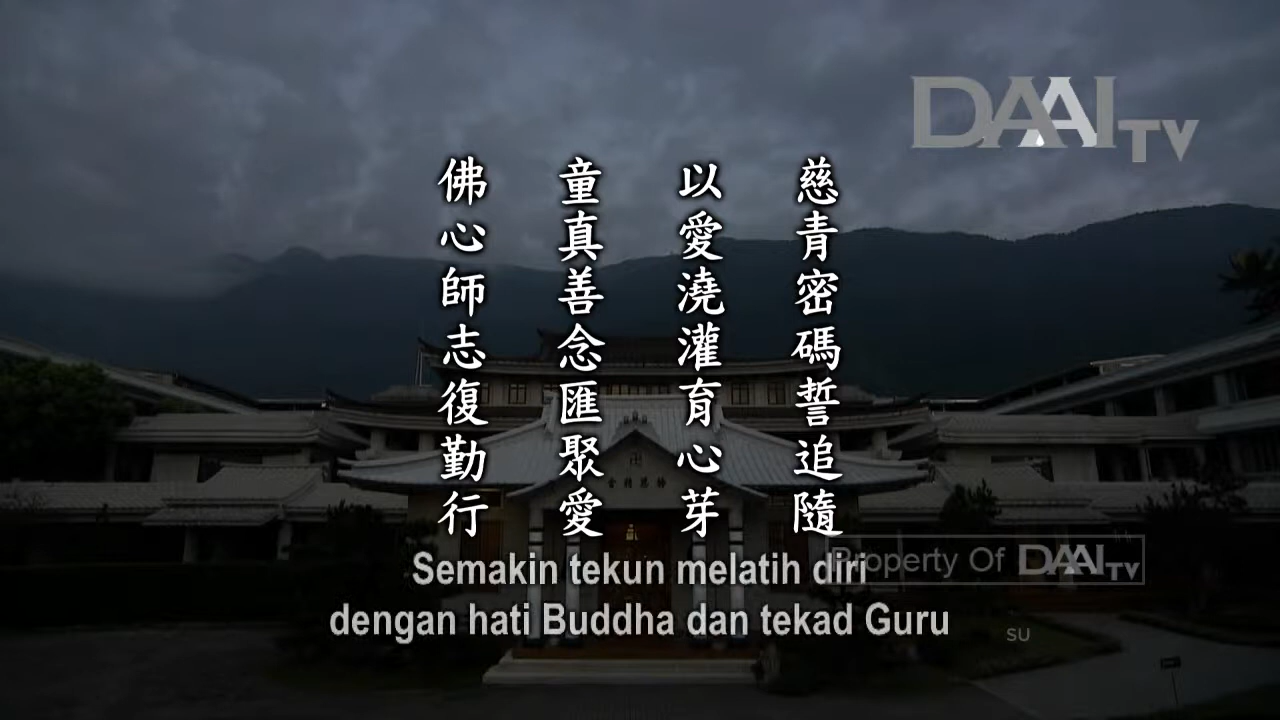 DAAI TV
慈青密碼誓追隨
以愛澆灌育心芽
童真善念匯聚愛
佛心師志復勤行
Semakin tekun melatih diri
dengan hati Buddha dan tekad Guru
Property Of DAAI TV
SU